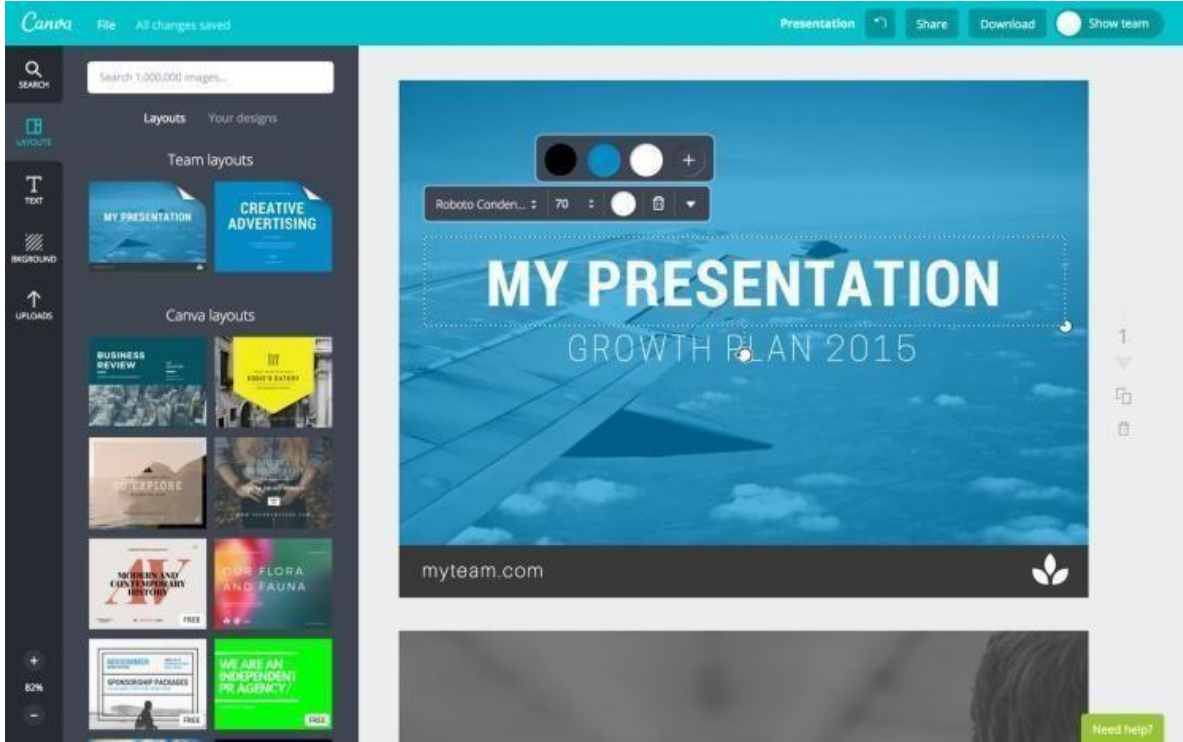 Canva File All changes saved Presentation Share Download Show team
SEARCH
LAYOUTS
TEXT
BKGROUND
UPLOADS
82%
Search 1,000,000 images...
Layouts Your designs
Team layouts
MY PRESENTATION
CREATIVE
ADVERTISING
Canva layouts
BUSINESS
REVIEW
EDDIE'S EATERY
GO EXPLORE
MODERN AND
CONTEMPORARY
HISTORY
FREE
OUR FLORA
AND FAUNA
MIDSUMMER
SPONSORSHIP PACKAGES
FREE
WE ARE AN
INDEPENDENT
PR AGENCY/
FREE
Roboto Conden... 70
MY PRESENTATION
GROWTH PLAN 2015
myteam.com
1
Need help?